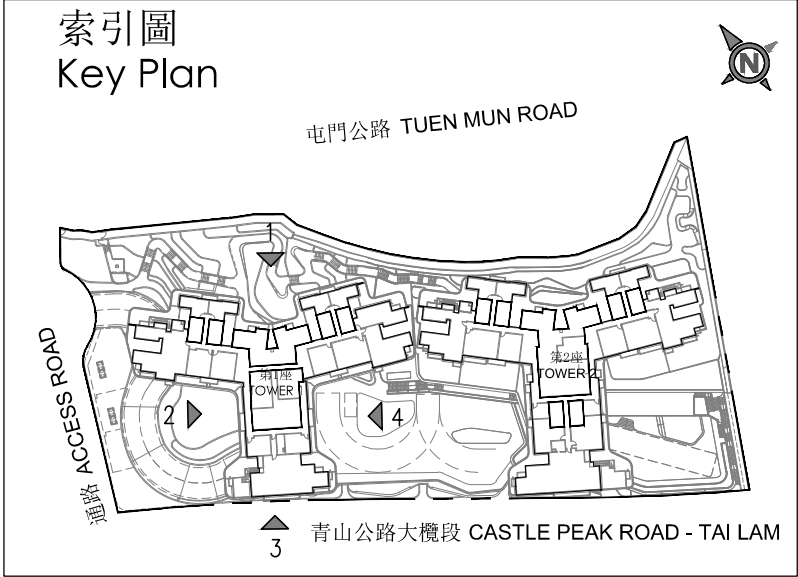 索引圖
Key Plan
N
屯門公路 TUEN MUN ROAD
1
第1座
TOWER 1
第2座
TOWER 2
2
4
通路 ACCESS ROAD
3
青山公路大欖段 CASTLE PEAK ROAD - TAI LAM